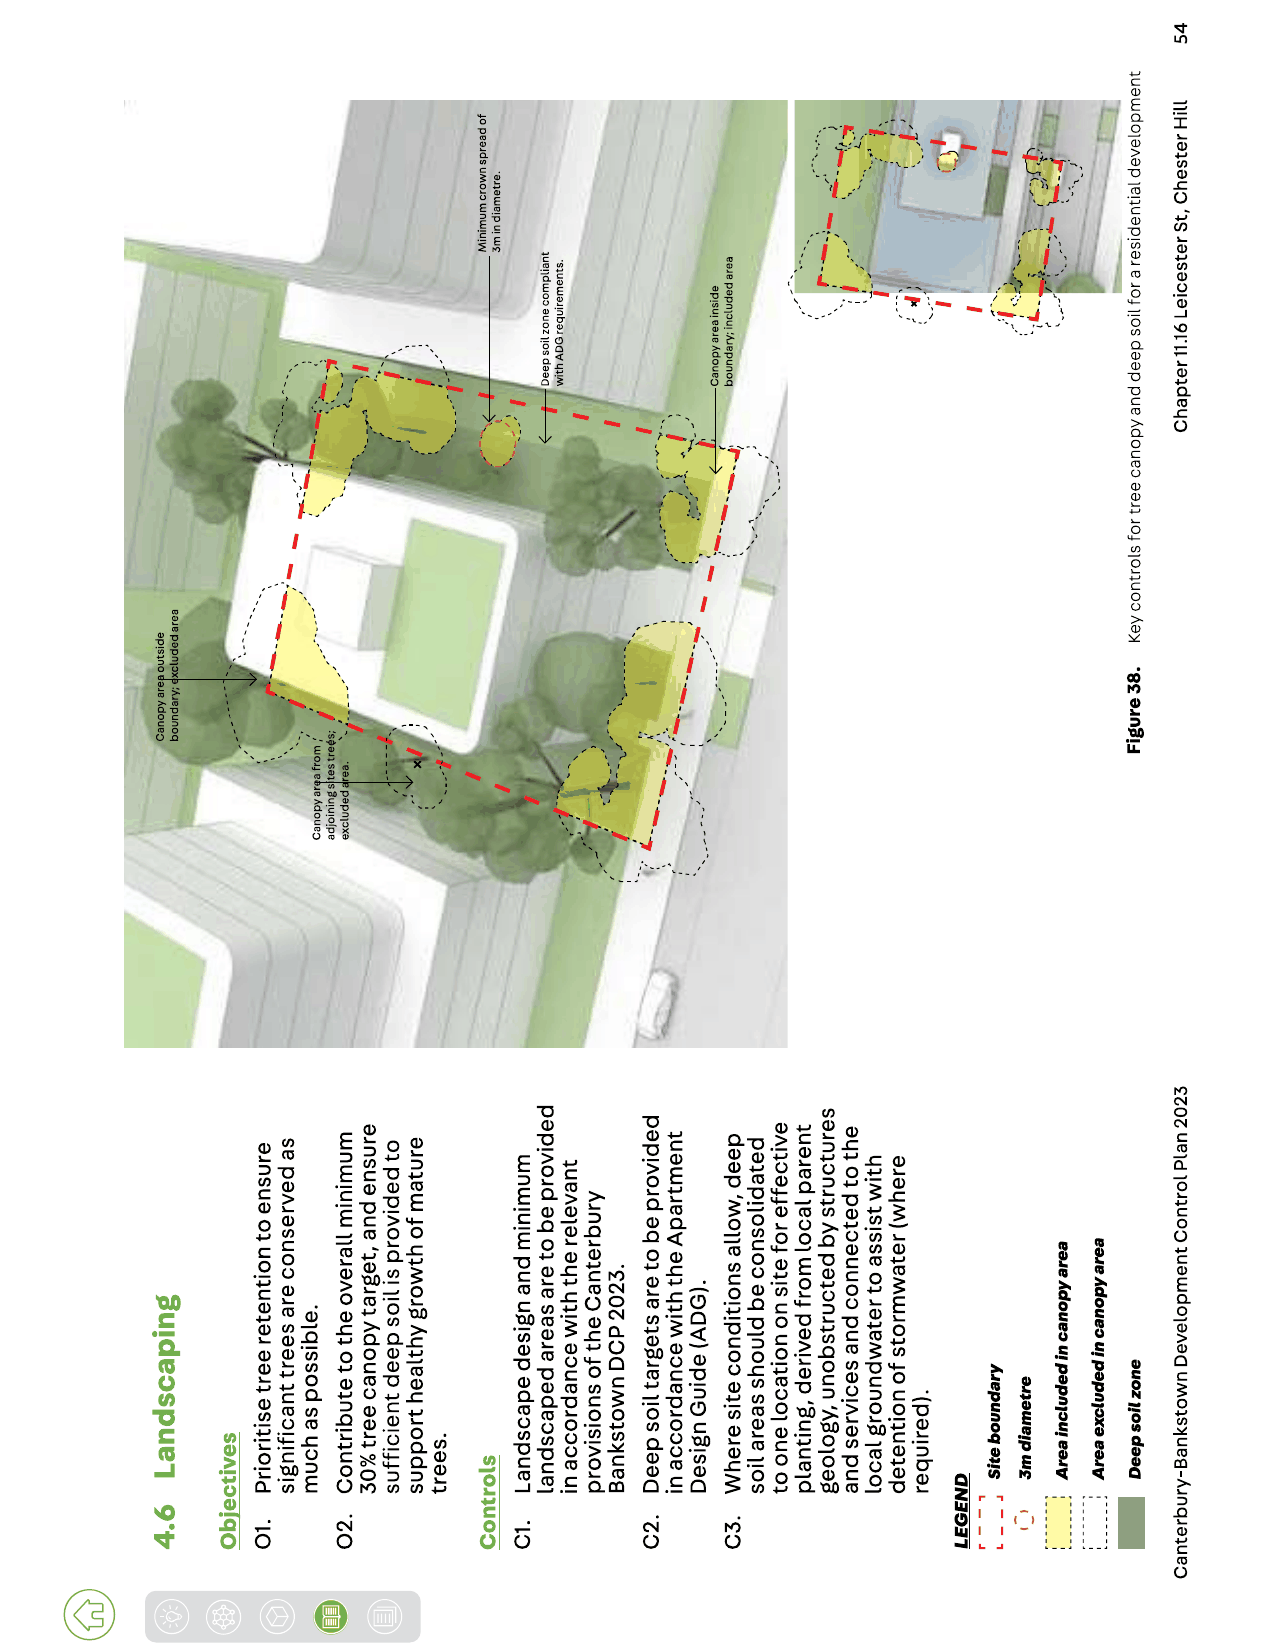 4.6 Landscaping
Objectives
O1. Prioritise tree retention to ensure
significant trees are conserved as
much as possible.
O2. Contribute to the overall minimum
30% tree canopy target, and ensure
sufficient deep soil is provided to
support healthy growth of mature
trees.
Controls
C1. Landscape design and minimum
landscaped areas are to be provided
in accordance with the relevant
provisions of the Canterbury
Bankstown DCP 2023.
C2. Deep soil targets are to be provided
in accordance with the Apartment
Design Guide (ADG).
C3. Where site conditions allow, deep
soil areas should be consolidated
to one location on site for effective
planting, derived from local parent
geology, unobstructed by structures
and services and connected to the
local groundwater to assist with
detention of stormwater (where
required).
LEGEND
Site boundary
3m diametre
Area included in canopy area
Area excluded in canopy area
Deep soil zone
Canopy area outside
boundary; excluded area
Canopy area from
adjoining sites trees;
excluded area.
Minimum crown spread of
3m in diametre.
Deep soil zone compliant
with ADG requirements.
Canopy area inside
boundary; included area
Figure 38. Key controls for tree canopy and deep soil for a residential development
Canterbury-Bankstown Development Control Plan 2023
Chapter 11.16 Leicester St, Chester Hill 54